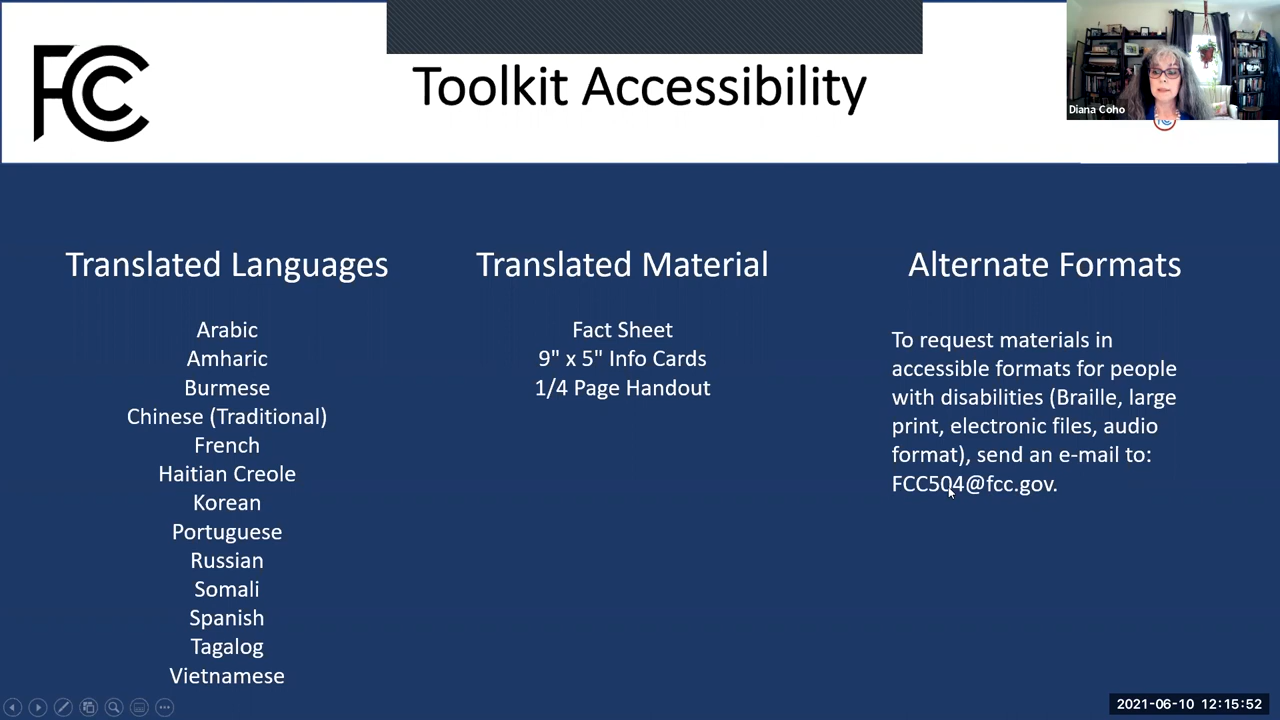 FCC
Toolkit Accessibility
Diana Coho
Translated Languages
Arabic
Amharic
Burmese
Chinese (Traditional)
French
Haitian Creole
Korean
Portuguese
Russian
Somali
Spanish
Tagalog
Vietnamese
Translated Material
Fact Sheet
9" x 5" Info Cards
1/4 Page Handout
Alternate Formats
To request materials in
accessible formats for people
with disabilities (Braille, large
print, electronic files, audio
format), send an e-mail to:
FCC504@fcc.gov.
2021-06-10 12:15:52